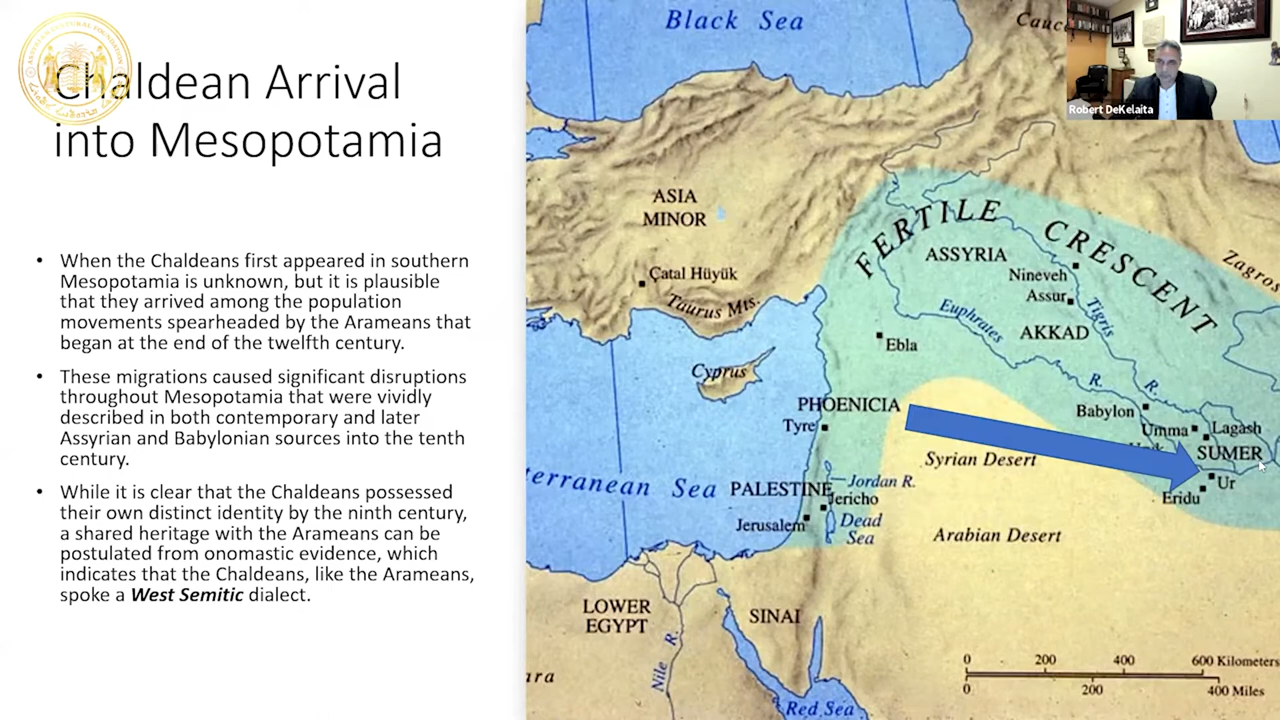 Chaldean Arrival
into Mesopotamia
• When the Chaldeans first appeared in southern
Mesopotamia is unknown, but it is plausible
that they arrived among the population
movements spearheaded by the Arameans that
began at the end of the twelfth century.
• These migrations caused significant disruptions
throughout Mesopotamia that were vividly
described in both contemporary and later
Assyrian and Babylonian sources into the tenth
century.
• While it is clear that the Chaldeans possessed
their own distinct identity by the ninth century,
a shared heritage with the Arameans can be
postulated from onomastic evidence, which
indicates that the Chaldeans, like the Arameans,
spoke a West Semitic dialect.
Black Sea
Robert DeKelaita
ASIA
MINOR
FERTILE CRESCENT
ASSYRIA
Nineveh
Assur
Çatal Hüyük
Taurus Mts.
Zagros
Euphrates
R.
Tigris
R.
AKKAD
Ebla
Cyprus
PHOENICIA
Tyre
Babylon
Umma
Lagash
SUMER
Ur
Eridu
Syrian Desert
terranean Sea
PALESTINE
Jordan R.
Jericho
Jerusalem
Dead
Sea
Arabian Desert
LOWER
EGYPT
SINAI
Nile R.
Red Sea
0 200 400 600 Kilometers
0 200 400 Miles